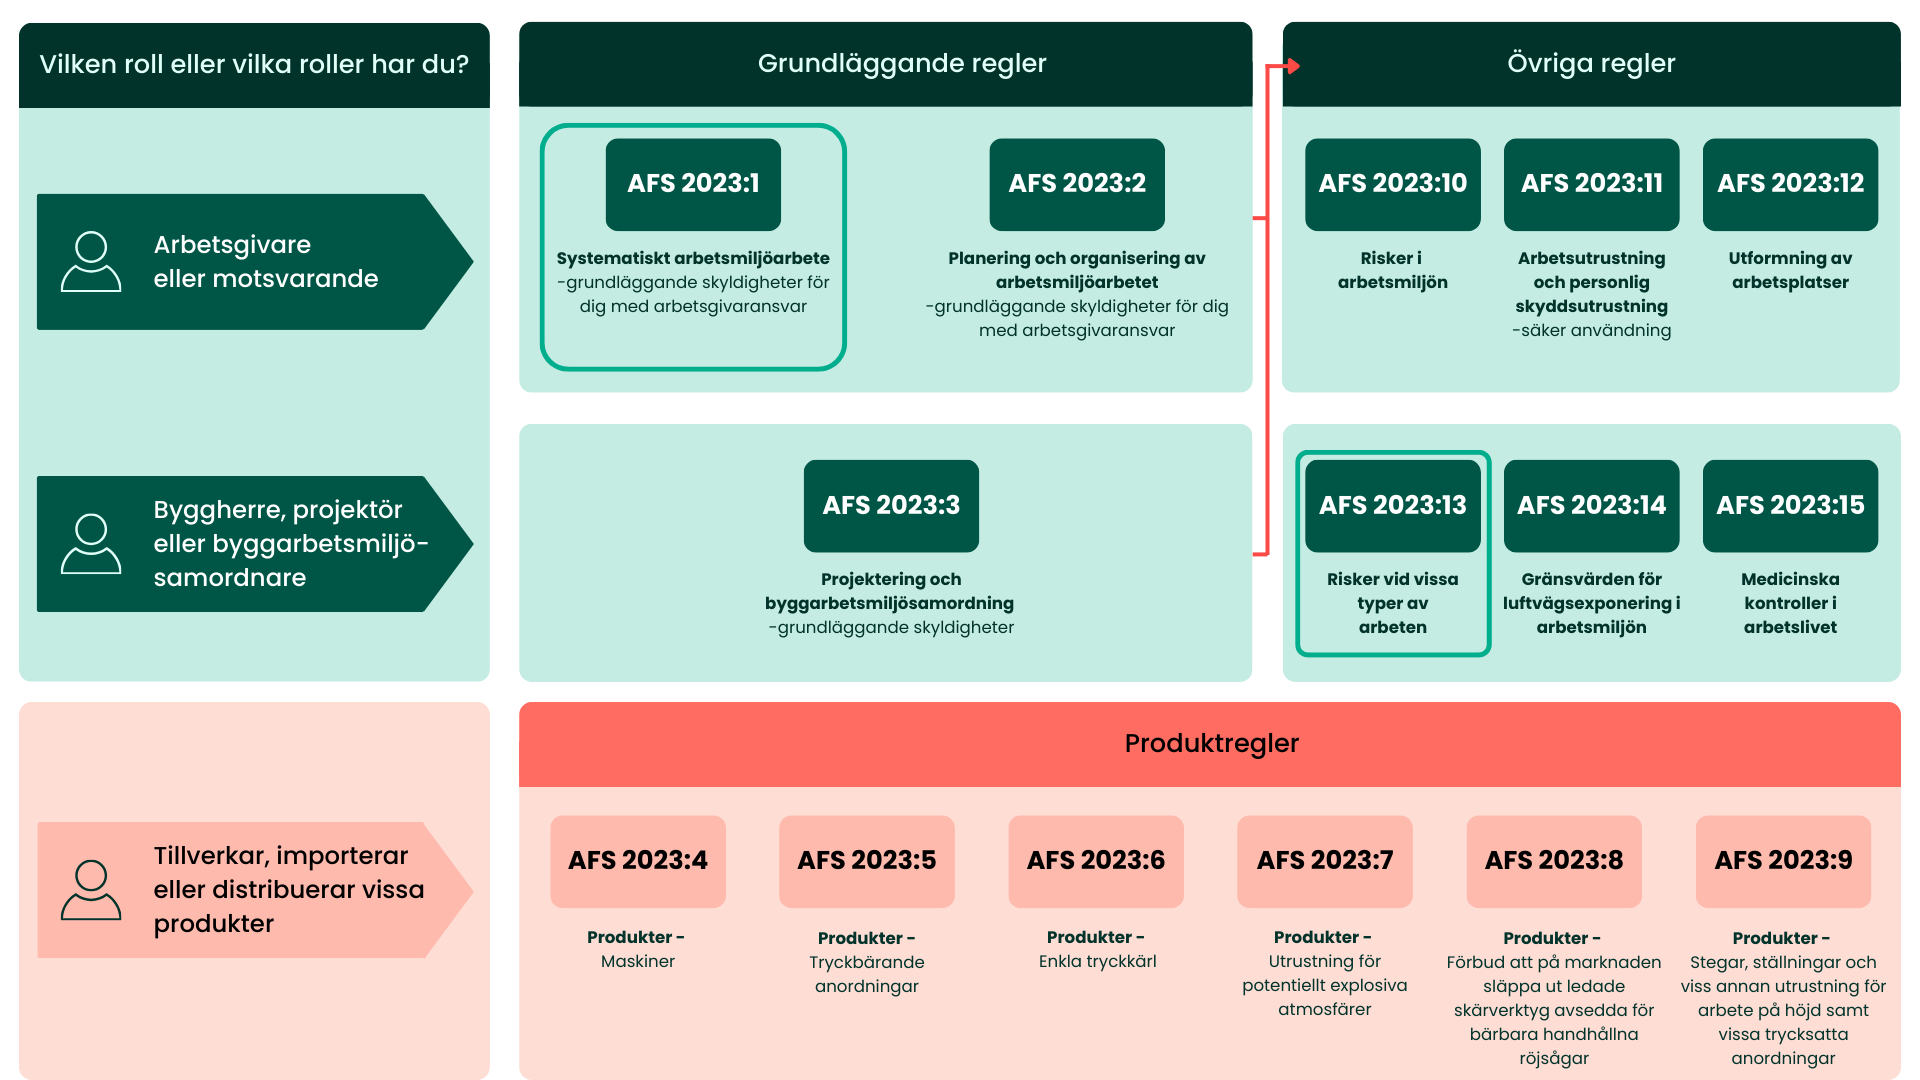 Vilken roll eller vilka roller har du?
Arbetsgivare
eller motsvarande
Byggherre, projektör
eller byggarbetsmiljö-
samordnare
Grundläggande regler
AFS 2023:1
Systematiskt arbetsmiljöarbete
-grundläggande skyldigheter för
dig med arbetsgivaransvar
AFS 2023:2
Planering och organisering av
arbetsmiljöarbetet
-grundläggande skyldigheter för dig
med arbetsgivaransvar
AFS 2023:3
Projektering och
byggarbetsmiljösamordning
-grundläggande skyldigheter
Övriga regler
AFS 2023:10
Risker i
arbetsmiljön
AFS 2023:11
Arbetsutrustning
och personlig
skyddsutrustning
-säker användning
AFS 2023:12
Utformning av
arbetsplatser
AFS 2023:13
Risker vid vissa
typer av
arbeten
AFS 2023:14
Gränsvärden för
luftvägsexponering i
arbetsmiljön
AFS 2023:15
Medicinska
kontroller i
arbetslivet
Tillverkar, importerar
eller distribuerar vissa
produkter
Produktregler
AFS 2023:4
Produkter -
Maskiner
AFS 2023:5
Produkter -
Tryckbärande
anordningar
AFS 2023:6
Produkter -
Enkla tryckkärl
AFS 2023:7
Produkter -
Utrustning för
potentiellt explosiva
atmosfärer
AFS 2023:8
Produkter -
Förbud att på marknaden
släppa ut ledade
skärverktyg avsedda för
bärbara handhållna
röjsågar
AFS 2023:9
Produkter -
Stegar, ställningar och
viss annan utrustning för
arbete på höjd samt
vissa trycksatta
anordningar